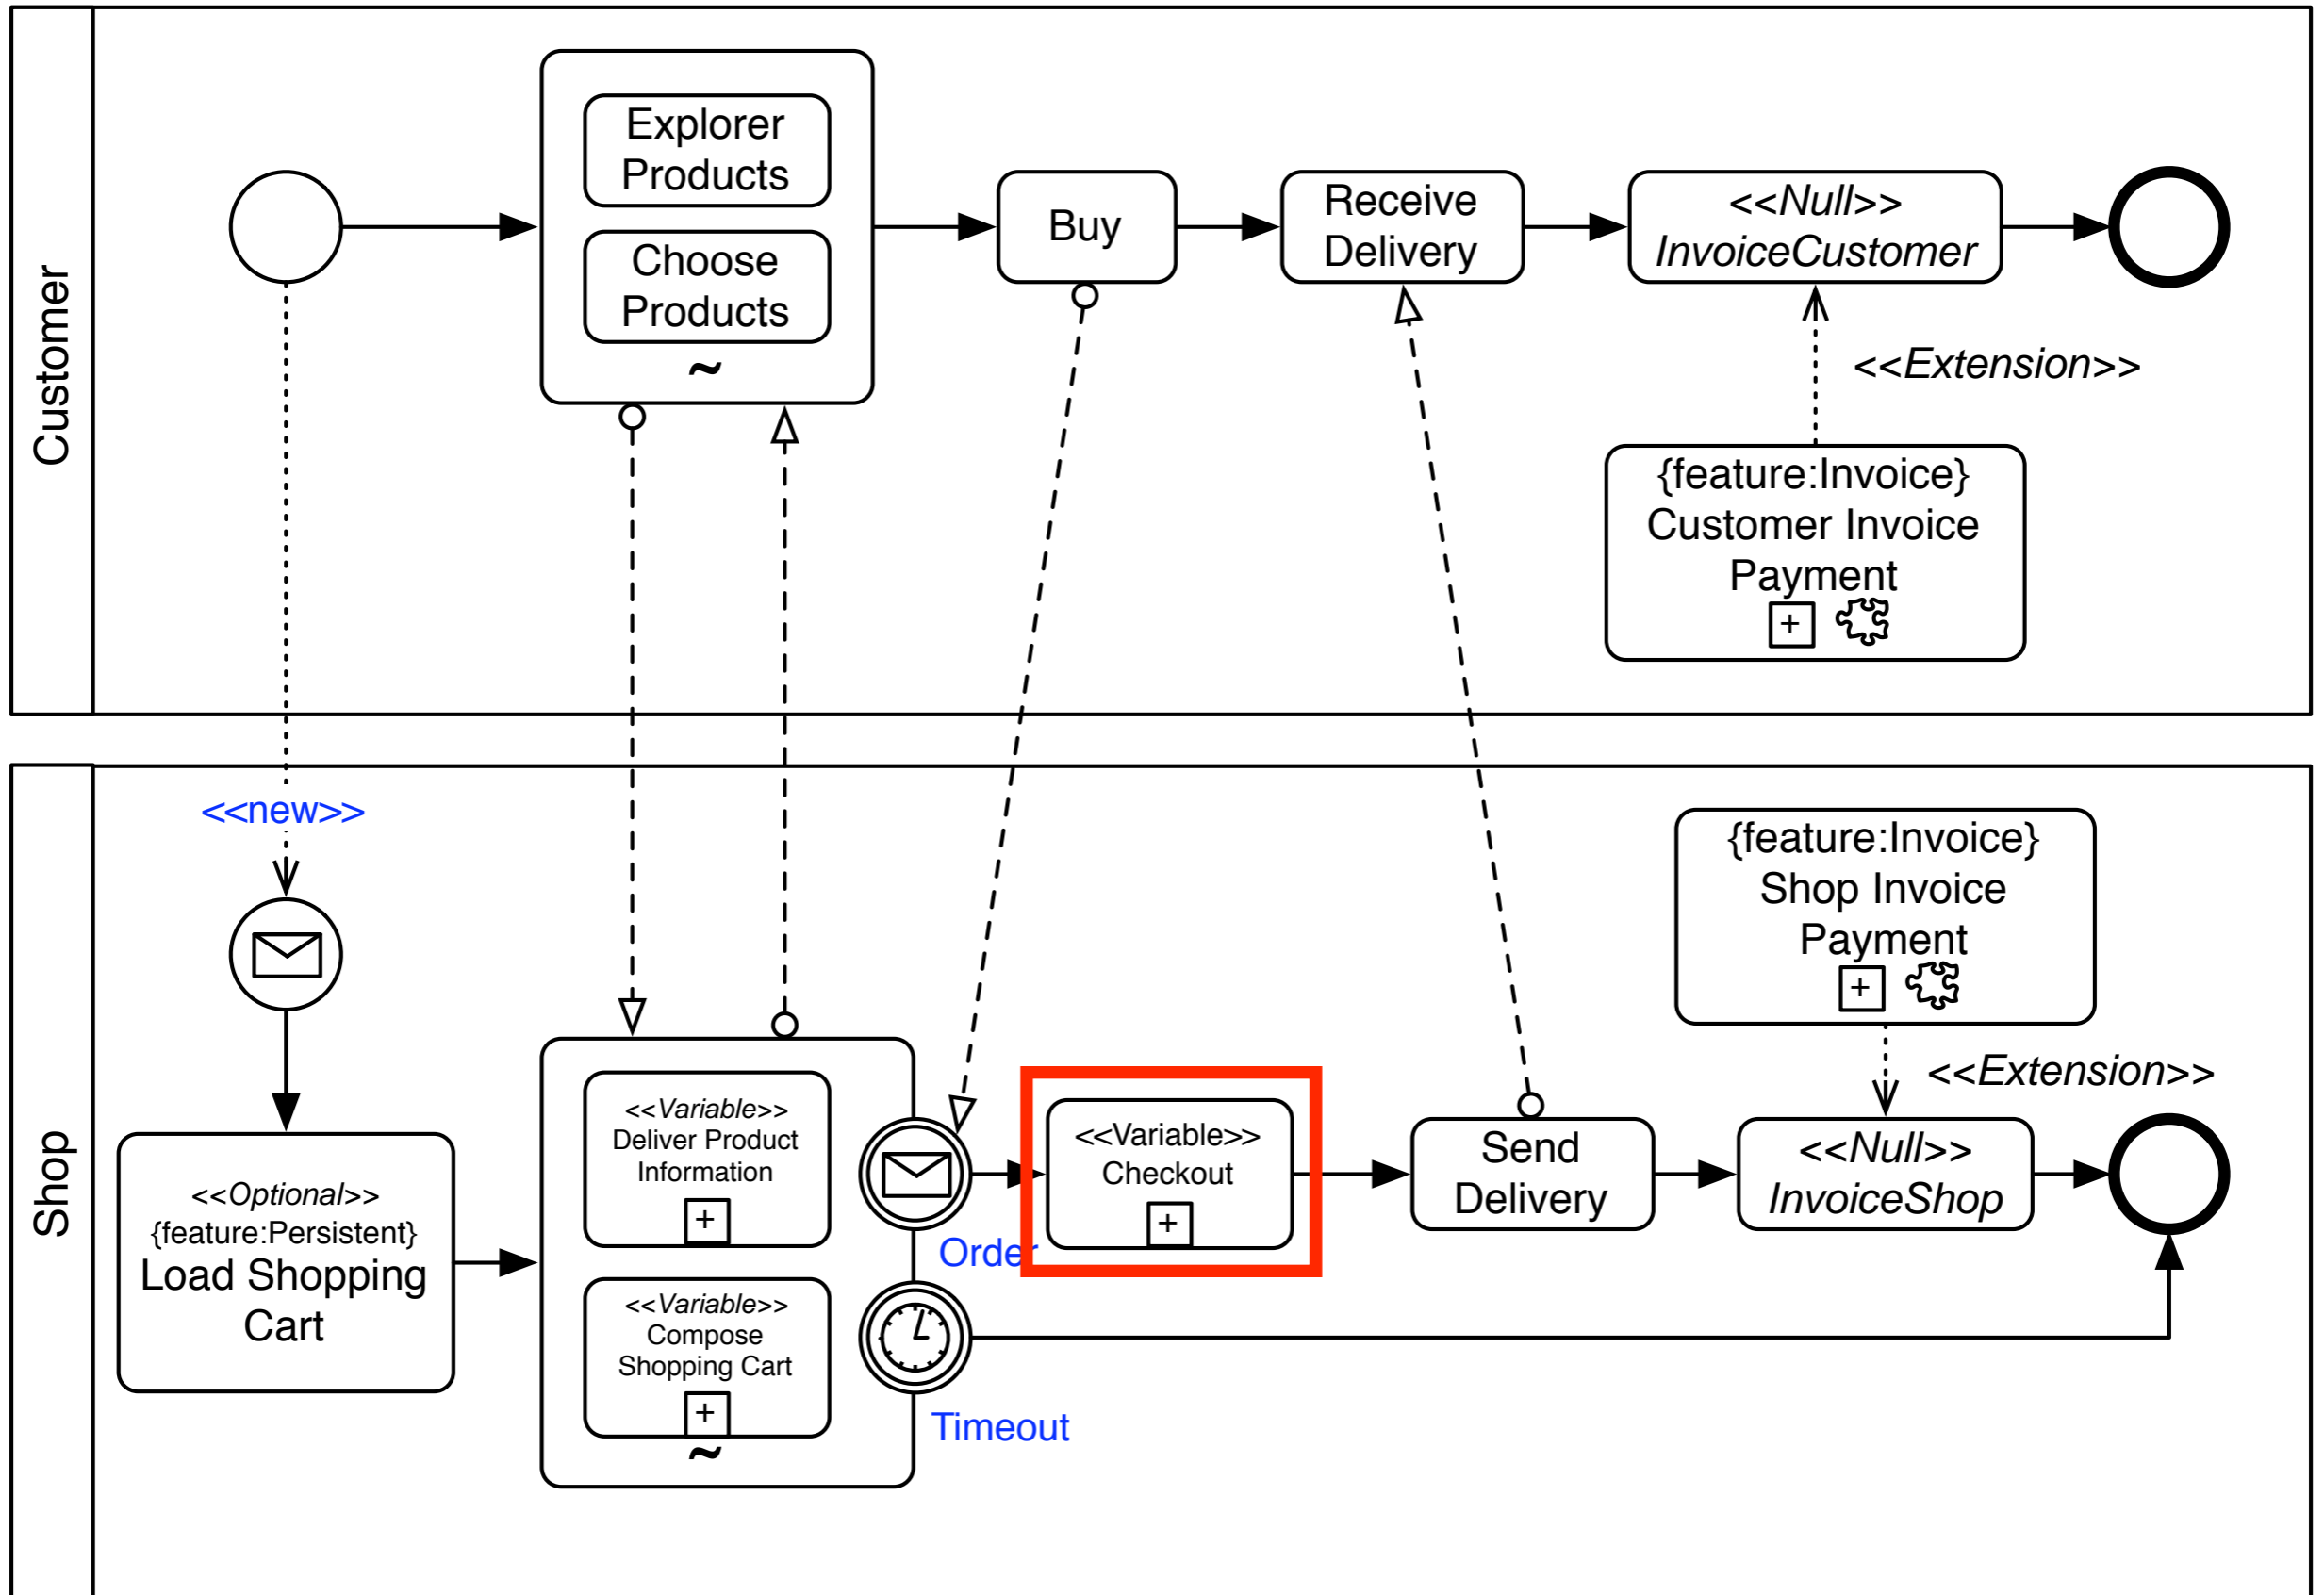 Customer
Explorer
Products
Choose
Products
~
Buy
Receive
Delivery
<<Null>>
InvoiceCustomer
<<Extension>>
{feature:Invoice}
Customer Invoice
Payment
+
Shop
<<new>>
{feature:Invoice}
Shop Invoice
Payment
+
<<Extension>>
<<Optional>>
{feature:Persistent}
Load Shopping
Cart
<<Variable>>
Deliver Product
Information
+
<<Variable>>
Compose
Shopping Cart
+
~
Order
Timeout
<<Variable>>
Checkout
+
Send
Delivery
<<Null>>
InvoiceShop